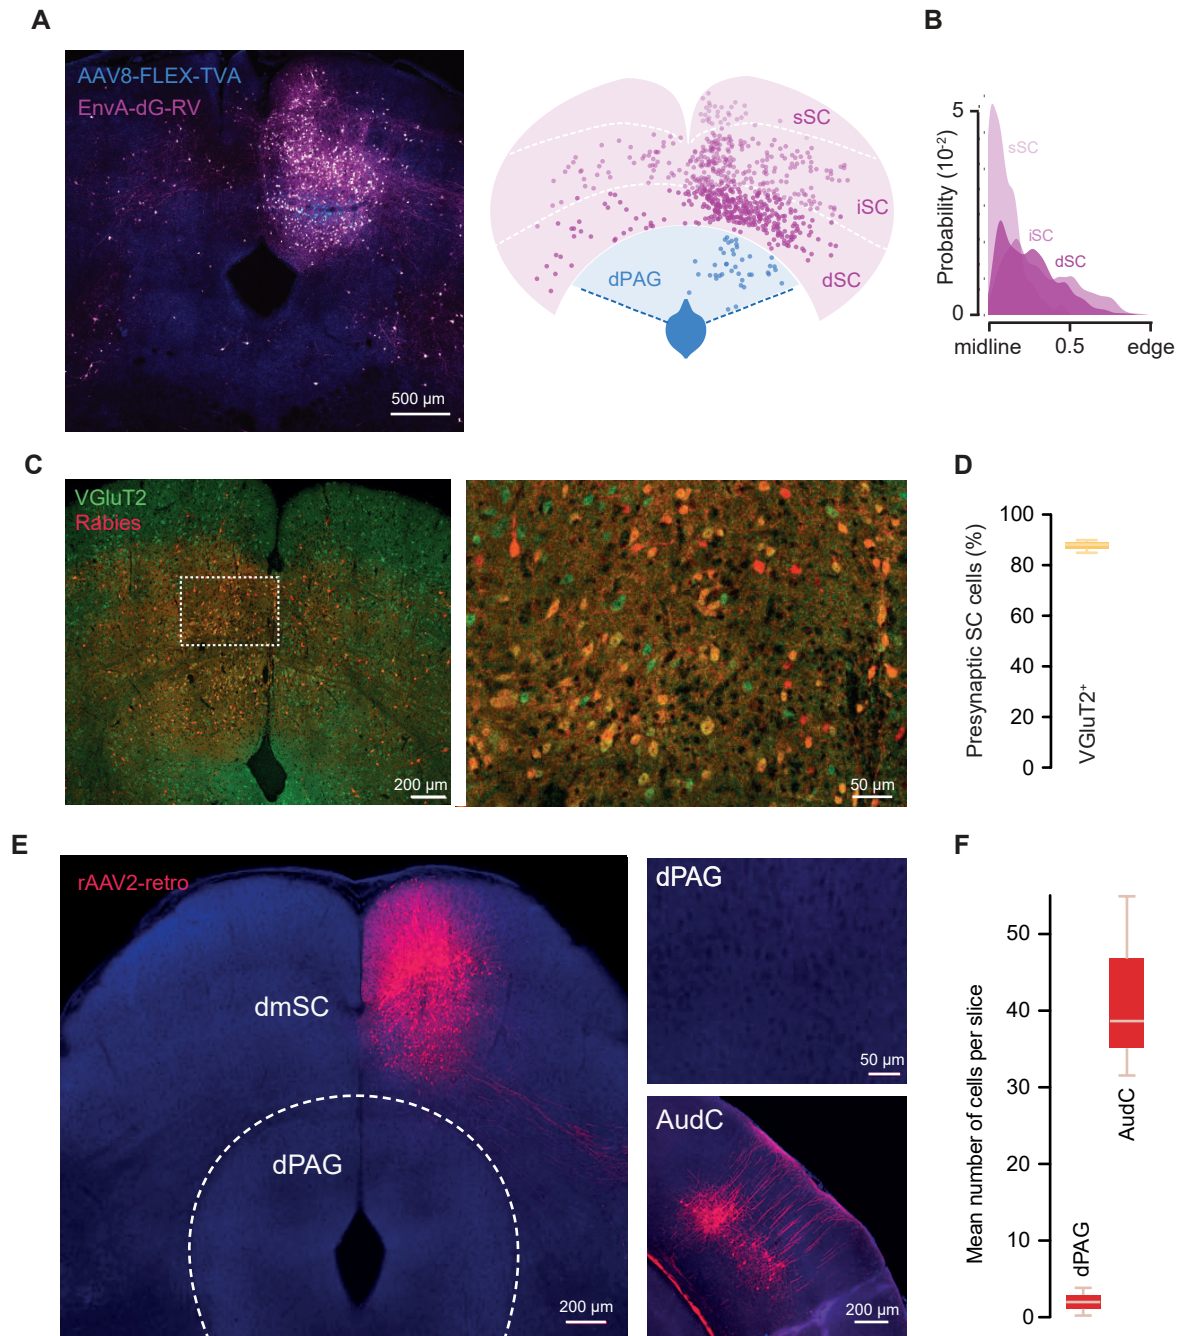 A
AAV8-FLEX-TVA
EnvA-dG-RV
500 µm
sSC
iSC
dSC
dPAG
B
Probability (10⁻²)
5
0
sSC
iSC
dSC
midline
0.5
edge
C
VGluT2
Rabies
200 µm
50 µm
D
Presynaptic SC cells (%)
100
80
60
40
20
0
VGluT2⁺
E
rAAV2-retro
dmSC
dPAG
200 µm
dPAG
50 µm
AudC
200 µm
F
Mean number of cells per slice
50
40
30
20
10
0
dPAG
AudC